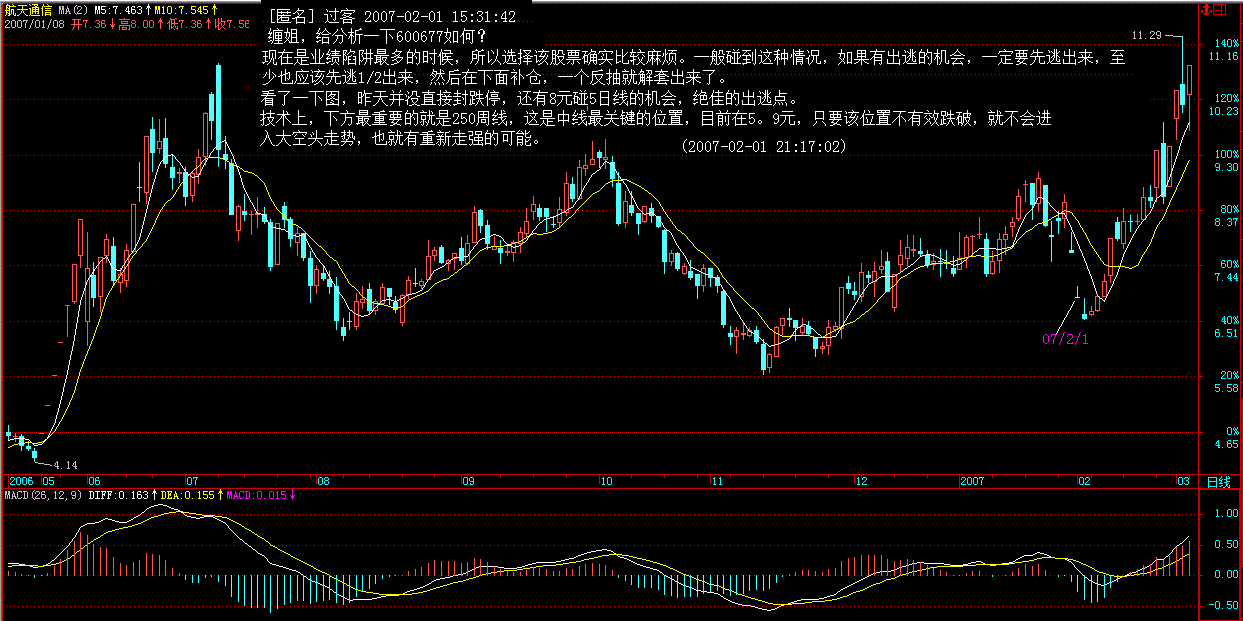 航天通信 MA(2) M5:7.463↑M10:7.545↑
2007/01/08 开7.36↓高8.00↑低7.36↑收7.56
[匿名] 过客 2007-02-01 15:31:42
缠姐，给分析一下600677如何？
现在是业绩陷阱最多的时候，所以选择该股票确实比较麻烦。一般碰到这种情况，如果有出逃的机会，一定要先逃出来，至
少也应该先逃1/2出来，然后在下面补仓，一个反抽就解套出来了。
看了一下图，昨天并没直接封跌停，还有8元碰5日线的机会，绝佳的出逃点。
技术上，下方最重要的就是250周线，这是中线最关键的位置，目前在5。9元，只要该位置不有效跌破，就不会进
入大空头走势，也就有重新走强的可能。
(2007-02-01 21:17:02)
11.29
140%
11.16
120%
10.23
100%
9.30
80%
8.37
60%
7.44
40%
6.51
20%
5.58
0%
4.65
07/2/1
4.14
2006 05 06 07 08 09 10 11 12 2007 02 03 日线
MACD(26,12,9) DIFF:0.163↑DEA:0.155↑MACD:0.015↓
1.00
0.50
0.00
-0.50